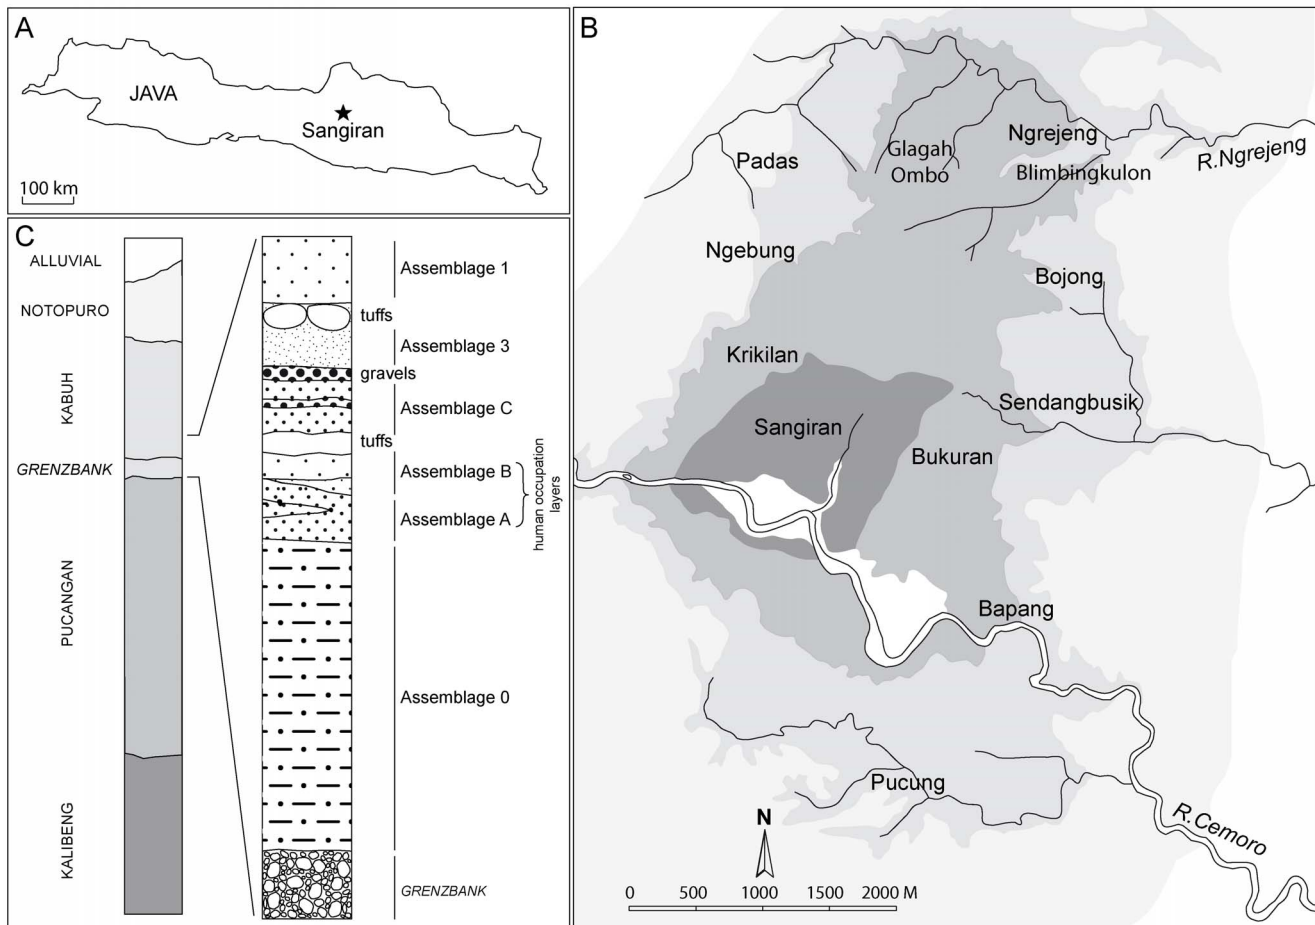 A
JAVA
Sangiran
100 km
B
Padas
Glagah
Ombo
Ngrejeng
Blimbingkulon
R.Ngrejeng
Ngebung
Bojong
Krikilan
Sangiran
Sendangbusik
Bukuran
Bapang
Pucung
R.Cemoro
N
0 500 1000 1500 2000 M
C
ALLUVIAL
NOTOPURO
KABUH
GRENZBANK
PUCANGAN
KALIBENG
Assemblage 1
tuffs
Assemblage 3
gravels
Assemblage C
tuffs
Assemblage B
Assemblage A
human occupation
layers
Assemblage 0
GRENZBANK